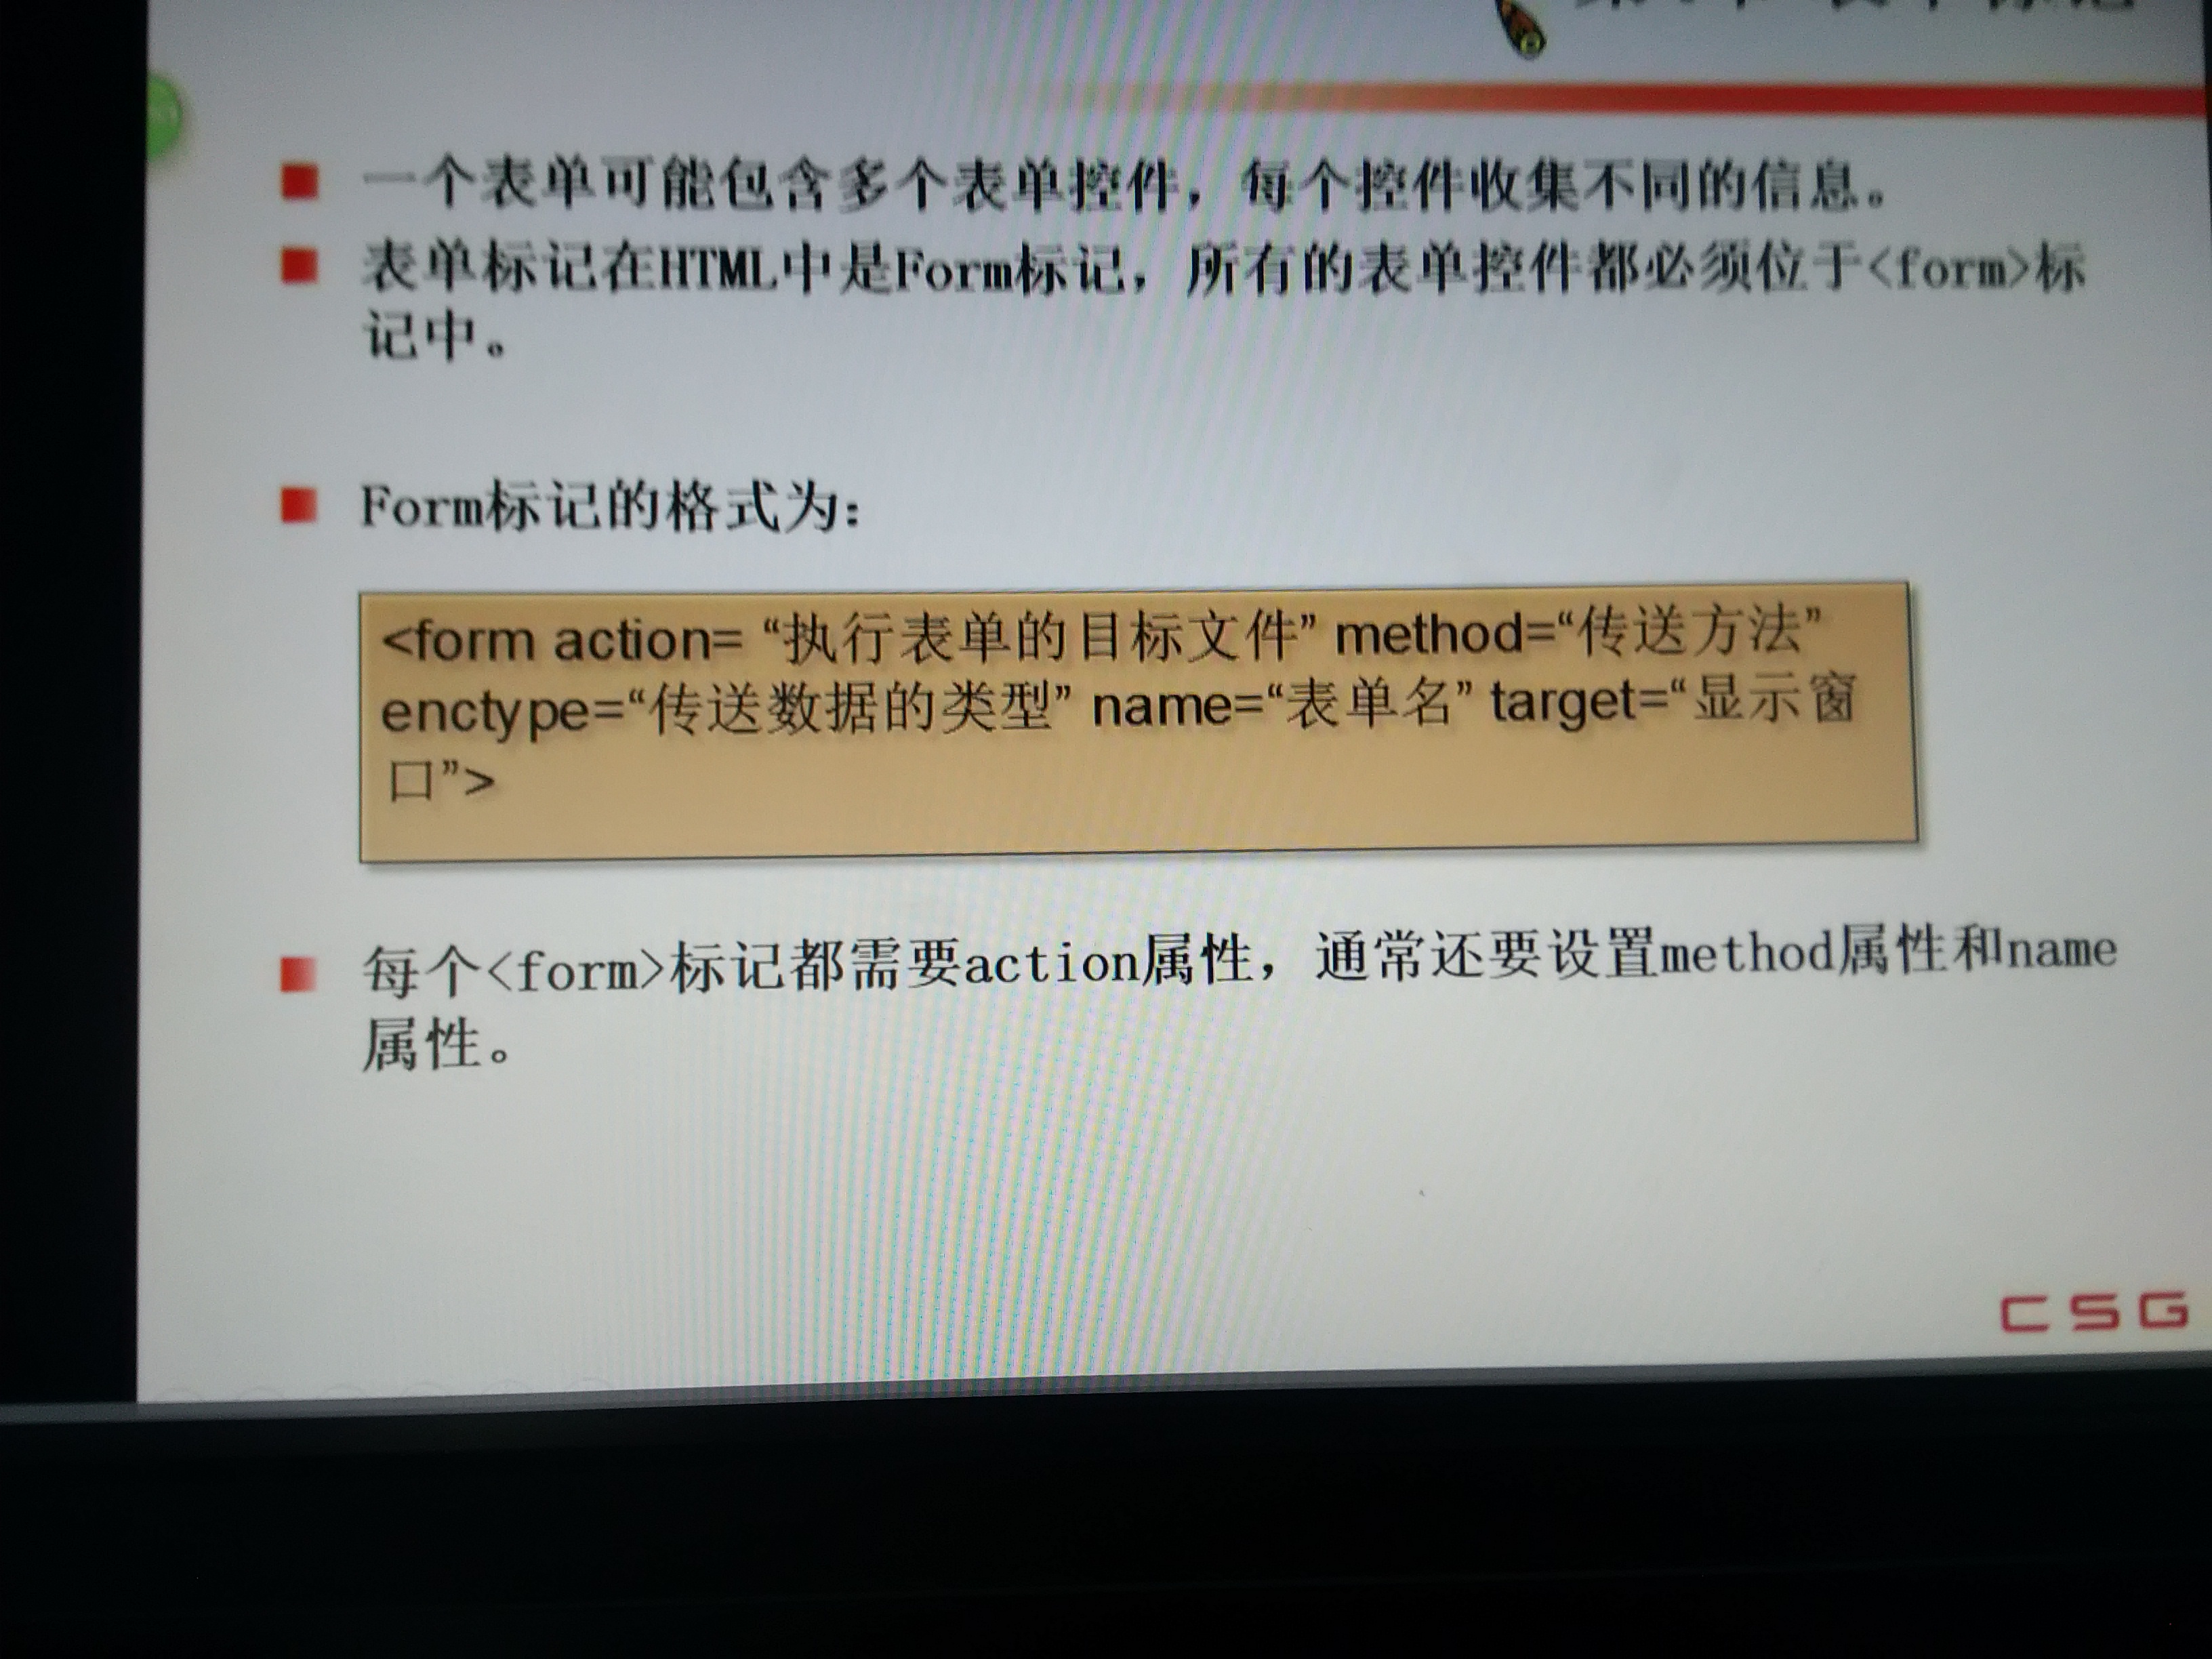 一个表单可能包含多个表单控件，每个控件收集不同的信息。
表单标记在HTML中是Form标记，所有的表单控件都必须位于<form>标
记中。
Form标记的格式为：
<form action= “执行表单的目标文件” method=“传送方法”
enctype=“传送数据的类型” name=“表单名” target=“显示窗
口”>
每个<form>标记都需要action属性，通常还要设置method属性和name
属性。
CSG